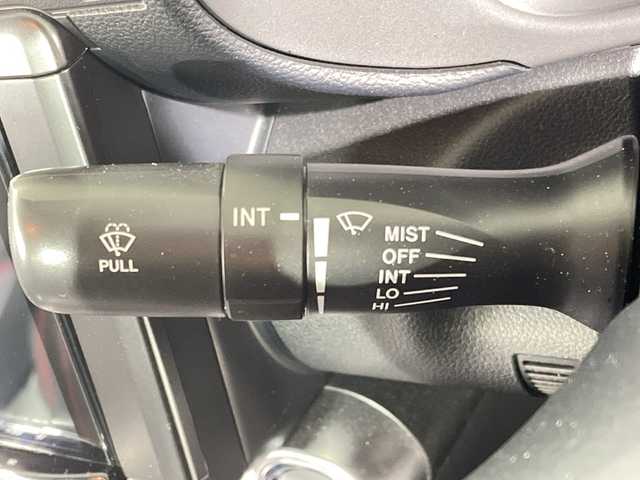 PULL
INT
MIST
OFF
INT
LO
HI